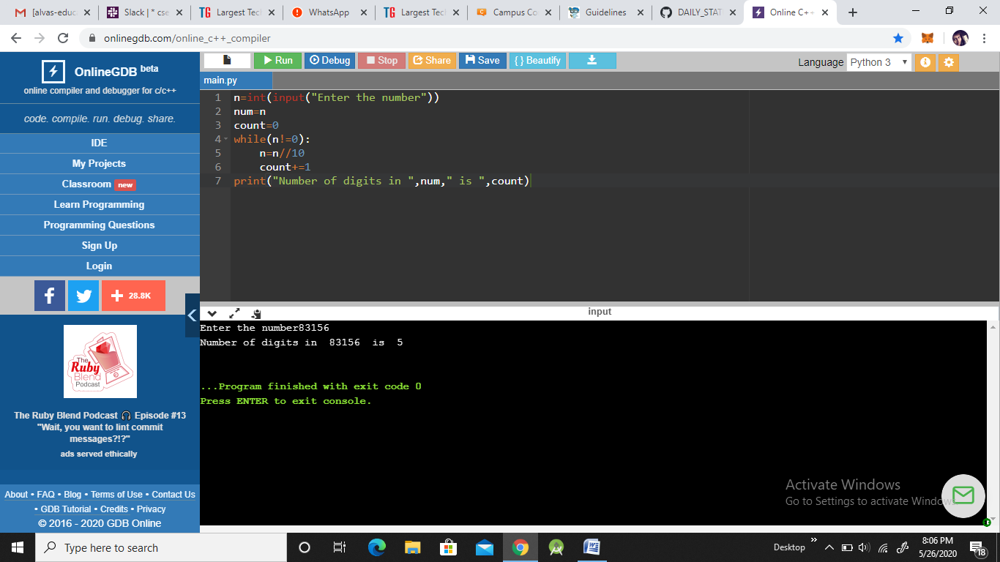 [alvas-educ
Slack | * cse
TG Largest Tec
WhatsApp
TG Largest Tec
Campus Co
Guidelines
DAILY_STAT
Online C++
onlinegdb.com/online_c++_compiler
OnlineGDB beta
online compiler and debugger for c/c++
code. compile. run. debug. share.
IDE
My Projects
Classroom new
Learn Programming
Programming Questions
Sign Up
Login
f
28.8K
The
Ruby
Blend
Podcast
The Ruby Blend Podcast 🎧 Episode #13
"Wait, you want to lint commit
messages?!?"
ads served ethically
About • FAQ • Blog • Terms of Use • Contact Us
• GDB Tutorial • Credits • Privacy
© 2016 - 2020 GDB Online
Run Debug Stop Share Save { } Beautify
Language Python 3
main.py
1 n=int(input("Enter the number"))
2 num=n
3 count=0
4 while(n!=0):
5     n=n//10
6     count+=1
7 print("Number of digits in ",num," is ",count)
input
Enter the number83156
Number of digits in  83156  is  5
...Program finished with exit code 0
Press ENTER to exit console.
Activate Windows
Go to Settings to activate Windows.
Type here to search
Desktop
8:06 PM
5/26/2020
18